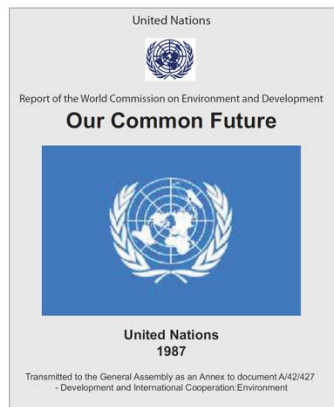 United Nations
Report of the World Commission on Environment and Development
Our Common Future
United Nations
1987
Transmitted to the General Assembly as an Annex to document A/42/427
- Development and International Cooperation:Environment